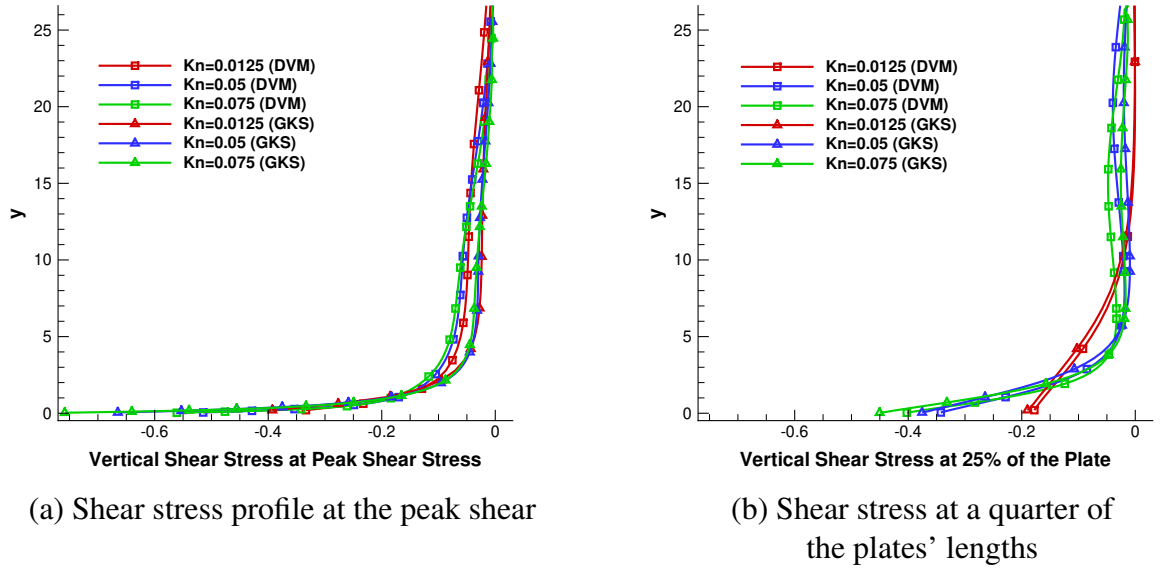 25
20
15
10
5
0
y
Kn=0.0125 (DVM)
Kn=0.05 (DVM)
Kn=0.075 (DVM)
Kn=0.0125 (GKS)
Kn=0.05 (GKS)
Kn=0.075 (GKS)
-0.6 -0.4 -0.2 0
Vertical Shear Stress at Peak Shear Stress
(a) Shear stress profile at the peak shear
25
20
15
10
5
0
y
Kn=0.0125 (DVM)
Kn=0.05 (DVM)
Kn=0.075 (DVM)
Kn=0.0125 (GKS)
Kn=0.05 (GKS)
Kn=0.075 (GKS)
-0.6 -0.4 -0.2 0
Vertical Shear Stress at 25% of the Plate
(b) Shear stress at a quarter of
the plates’ lengths